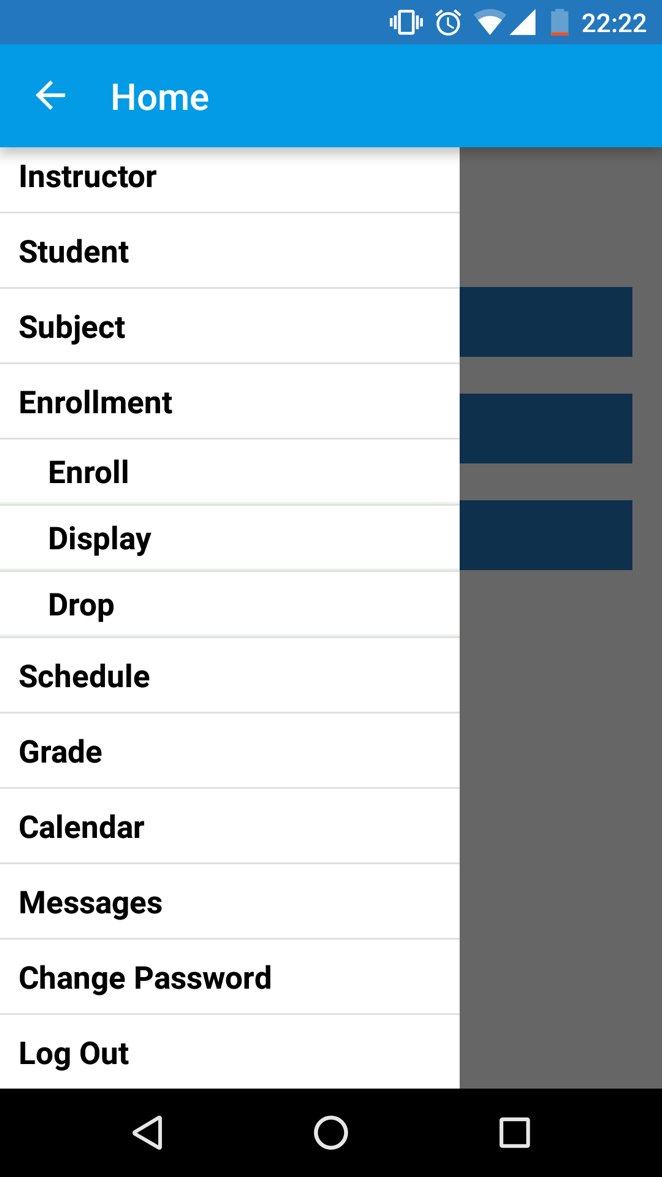 22:22
Home
Instructor
Student
Subject
Enrollment
Enroll
Display
Drop
Schedule
Grade
Calendar
Messages
Change Password
Log Out